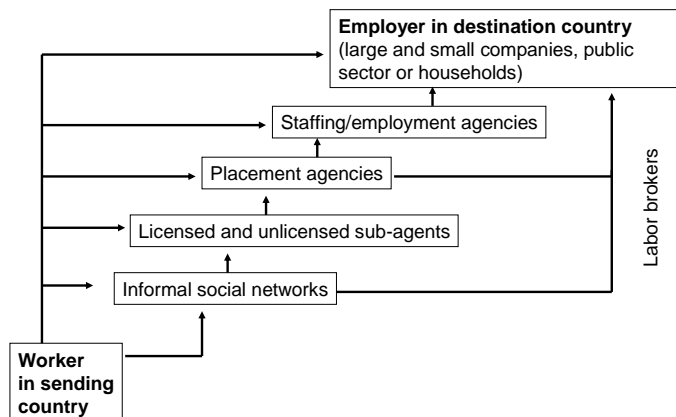 Employer in destination country
(large and small companies, public
sector or households)
Staffing/employment agencies
Placement agencies
Licensed and unlicensed sub-agents
Informal social networks
Worker
in sending
country
Labor brokers